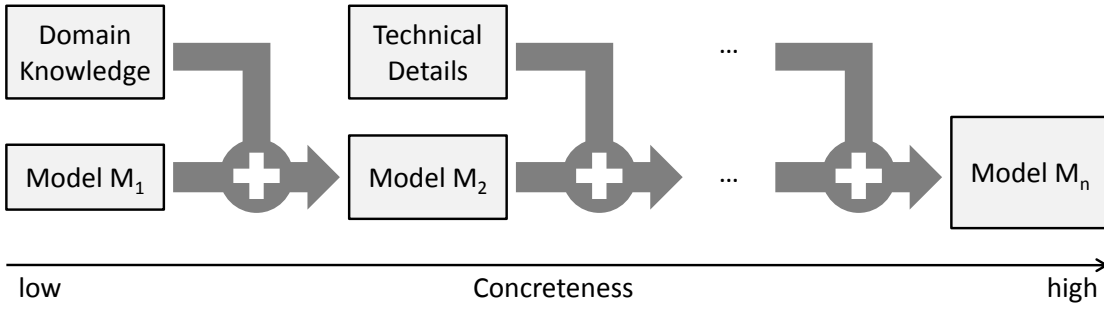 Domain
Knowledge
Technical
Details
...
Model M₁
Model M₂
...
Model Mₙ
low
Concreteness
high